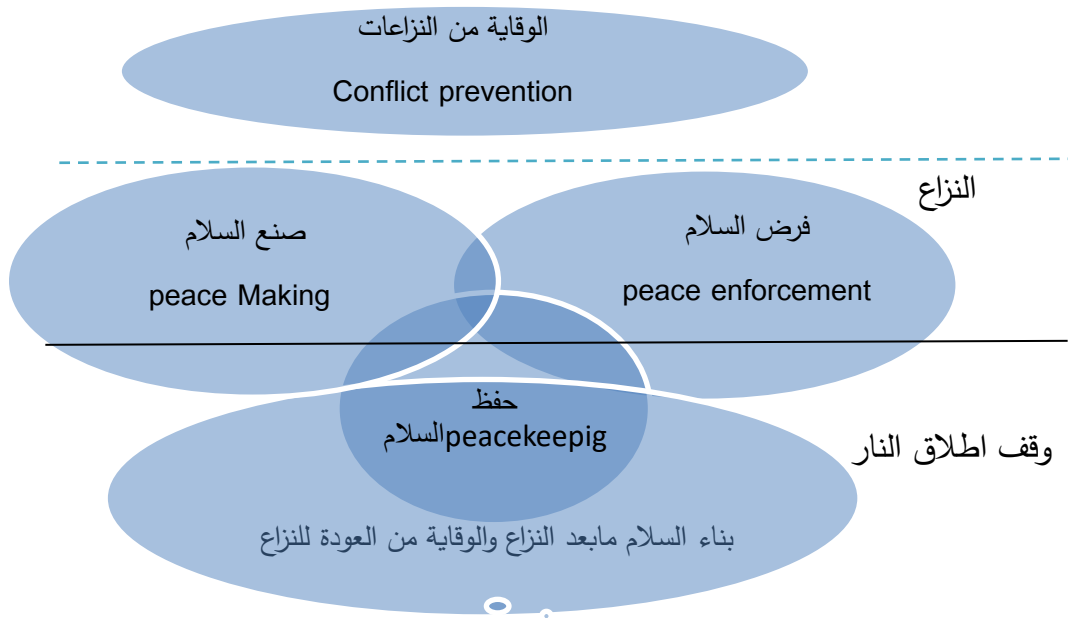 الوقاية من النزاعات
Conflict prevention
النزاع
صنع السلام
peace Making
فرض السلام
peace enforcement
حفظ
السلامpeacekeepig
وقف اطلاق النار
بناء السلام مابعد النزاع والوقاية من العودة للنزاع